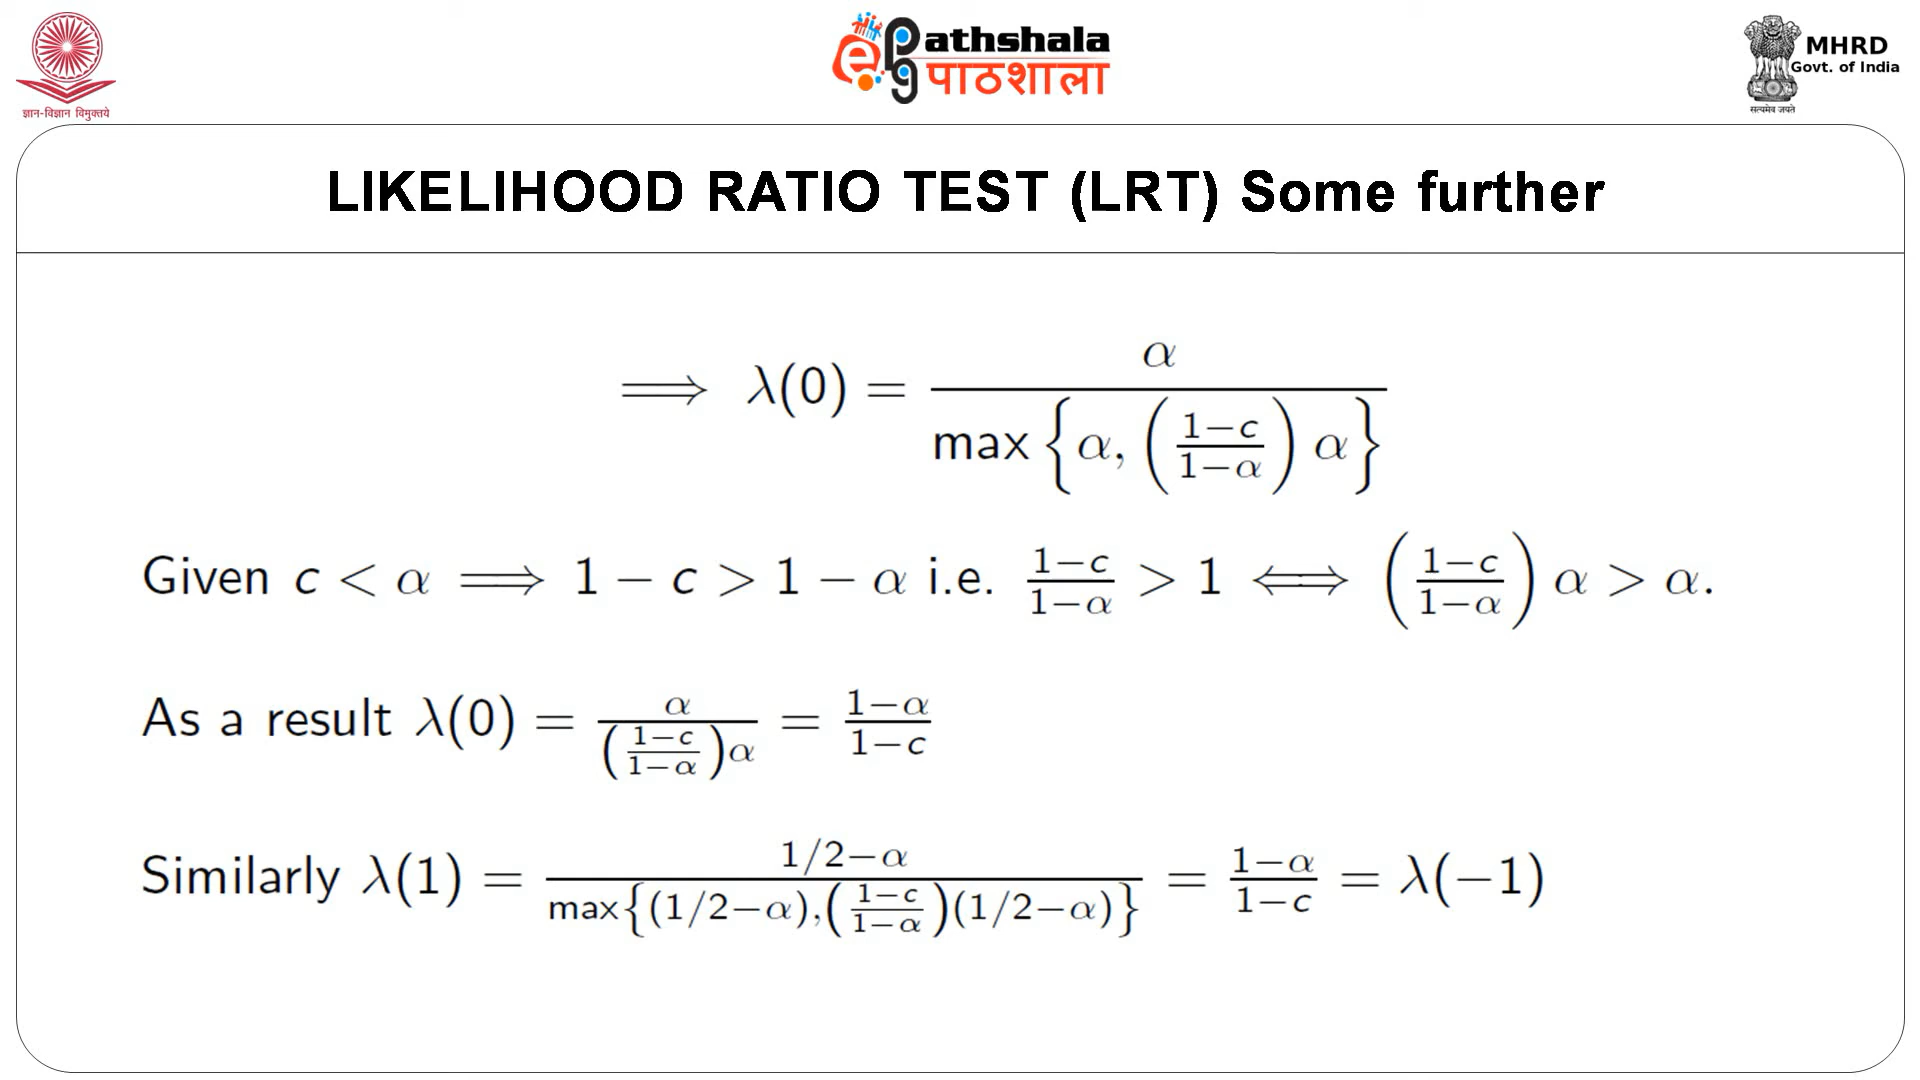 ज्ञान-विज्ञान विमुक्तये
ePG Pathshala
पाठशाला
MHRD
Govt. of India
सत्यमेव जयते
LIKELIHOOD RATIO TEST (LRT) Some further
⟹ λ(0) = α / max{α, ((1−c)/(1−α)) α}
Given c < α ⟹ 1 − c > 1 − α i.e. (1−c)/(1−α) > 1 ⟺ ((1−c)/(1−α)) α > α.
As a result λ(0) = α / (((1−c)/(1−α))α) = (1−α)/(1−c)
Similarly λ(1) = (1/2−α) / max{(1/2−α),((1−c)/(1−α))(1/2−α)} = (1−α)/(1−c) = λ(−1)